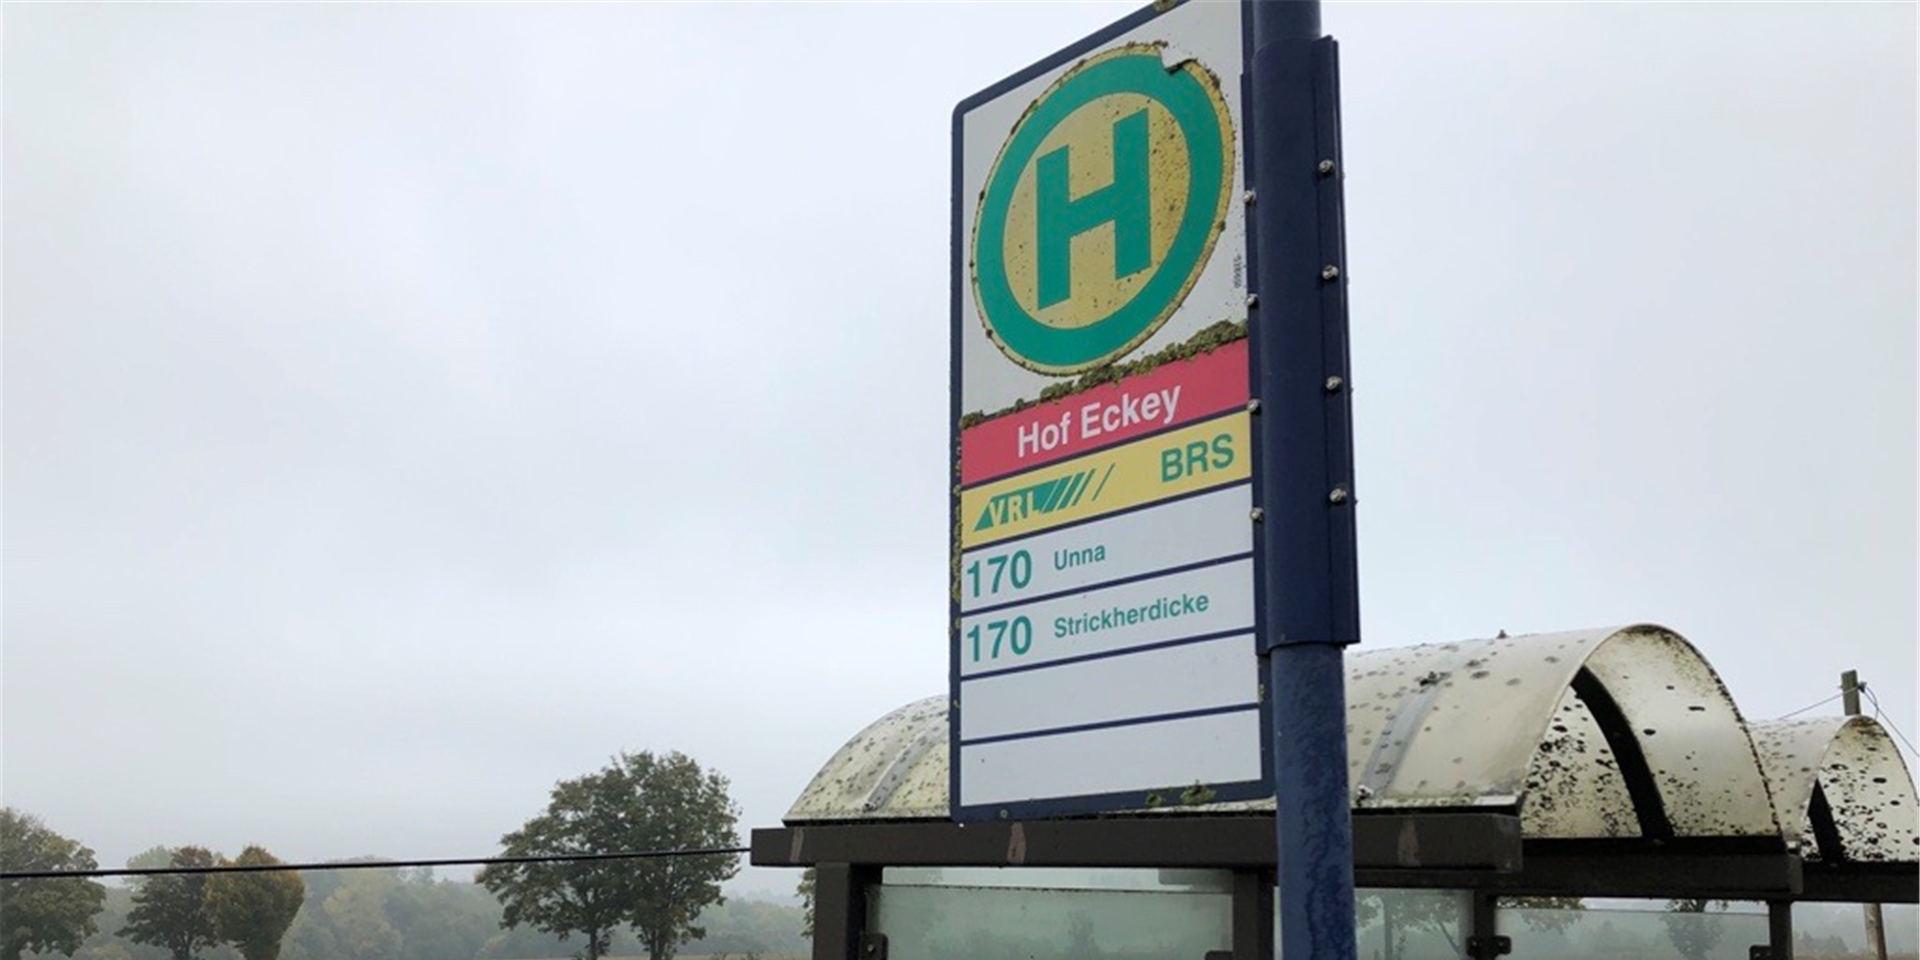 H
Hof Eckey
VRL BRS
170 Unna
170 Strickherdicke